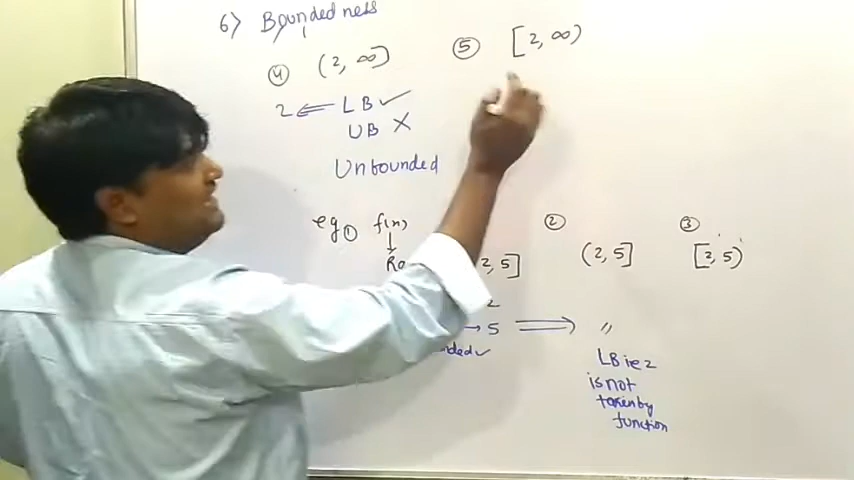 6) Boundedness
④ (2, ∞]
⑤ [2, ∞)
2 ⇐ LB ✓
UB ✗
Unbounded
eg ① f(x)
↓
2, 5]
2
→ 5 ⟹ "
② (2, 5]
LB ie 2
is not
taken by
function
③ [2, 5)